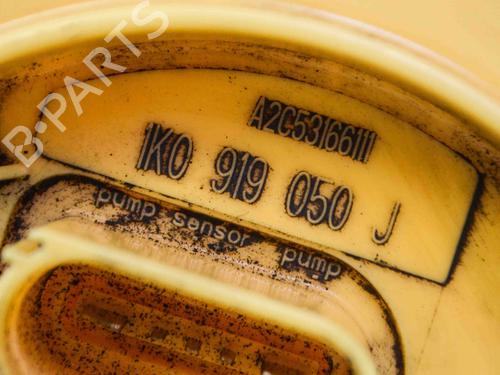 B-PARTS
A2C53166111
1K0 919 050 J
pump sensor pump